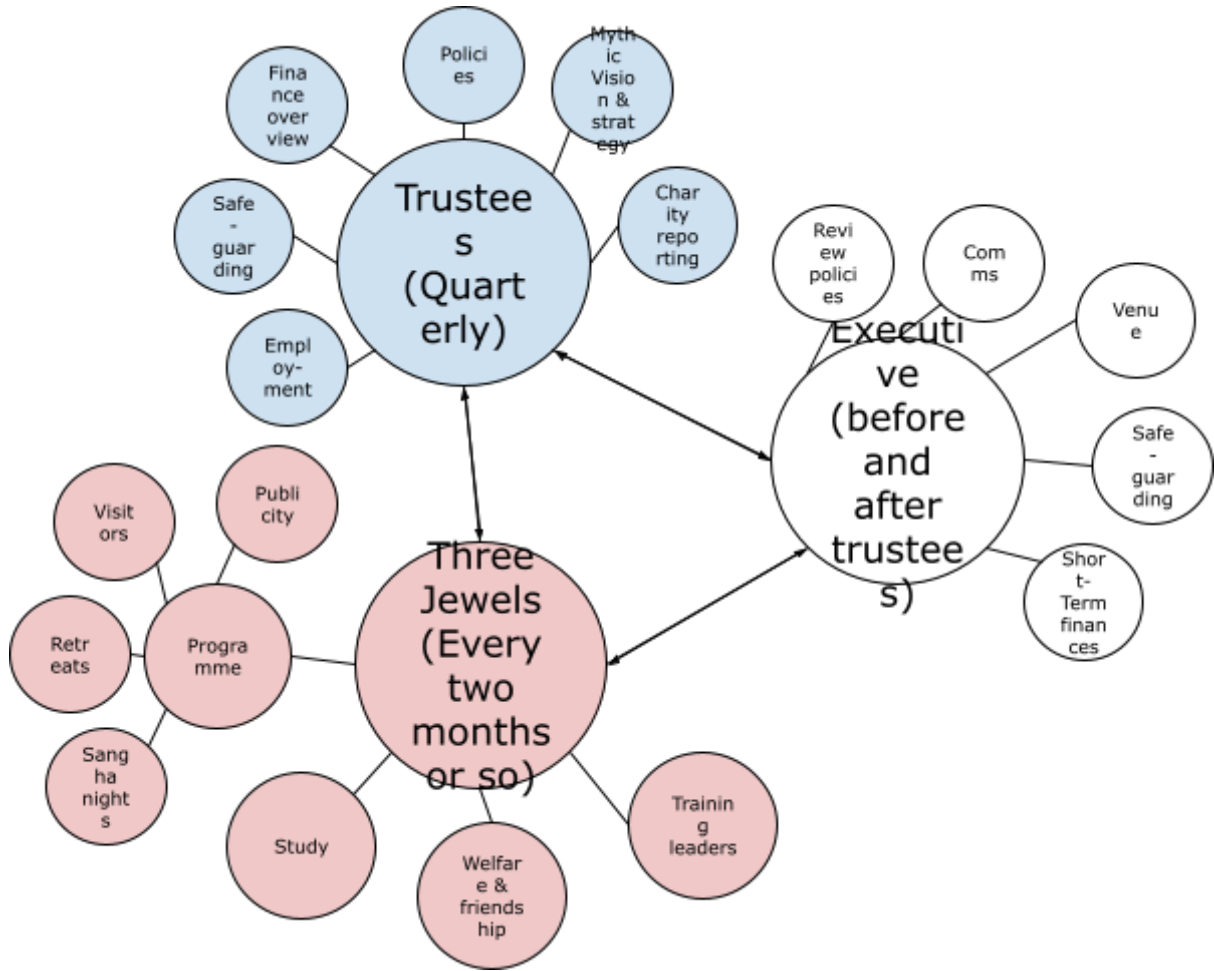 Polici
es
Myth
ic
Visio
n &
strat
egy
Fina
nce
over
view
Safe
-
guar
ding
Trustee
s
(Quart
erly)
Char
ity
repo
rting
Empl
oy-
ment
Revi
ew
polici
es
Com
ms
Venu
e
Executi
ve
(before
and
after
trustee
s)
Safe
-
guar
ding
Shor
t-
Term
finan
ces
Publi
city
Visit
ors
Retr
eats
Progra
mme
Sang
ha
night
s
Three
Jewels
(Every
two
months
or so)
Study
Welfar
e &
friends
hip
Trainin
g
leaders